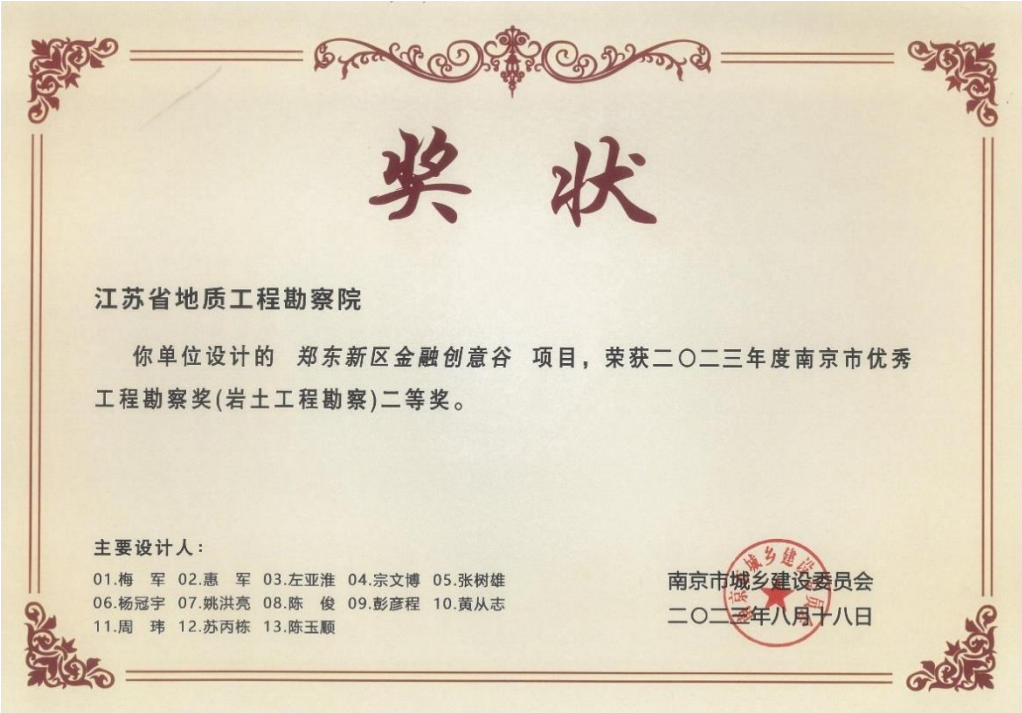 奖 状
江苏省地质工程勘察院
你单位设计的 郑东新区金融创意谷 项目，荣获二〇二三年度南京市优秀
工程勘察奖(岩土工程勘察)二等奖。
主要设计人：
01.梅 军 02.惠 军 03.左亚淮 04.宗文博 05.张树雄
06.杨冠宇 07.姚洪亮 08.陈 俊 09.彭彦程 10.黄从志
11.周 玮 12.苏丙栋 13.陈玉顺
南京市城乡建设委员会
二〇二三年八月十八日